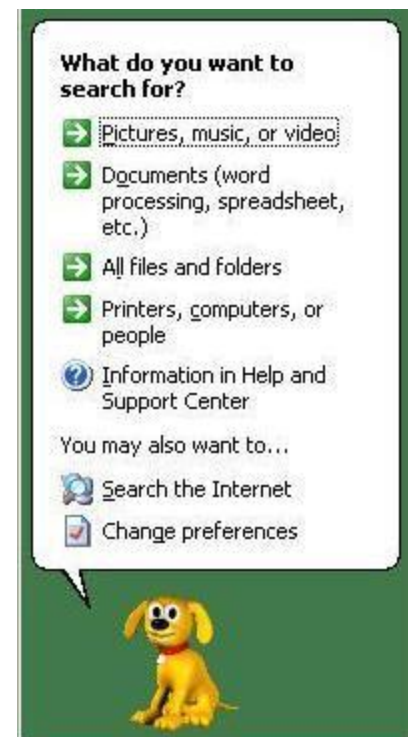 What do you want to
search for?
Pictures, music, or video
Documents (word
processing, spreadsheet,
etc.)
All files and folders
Printers, computers, or
people
Information in Help and
Support Center
You may also want to...
Search the Internet
Change preferences